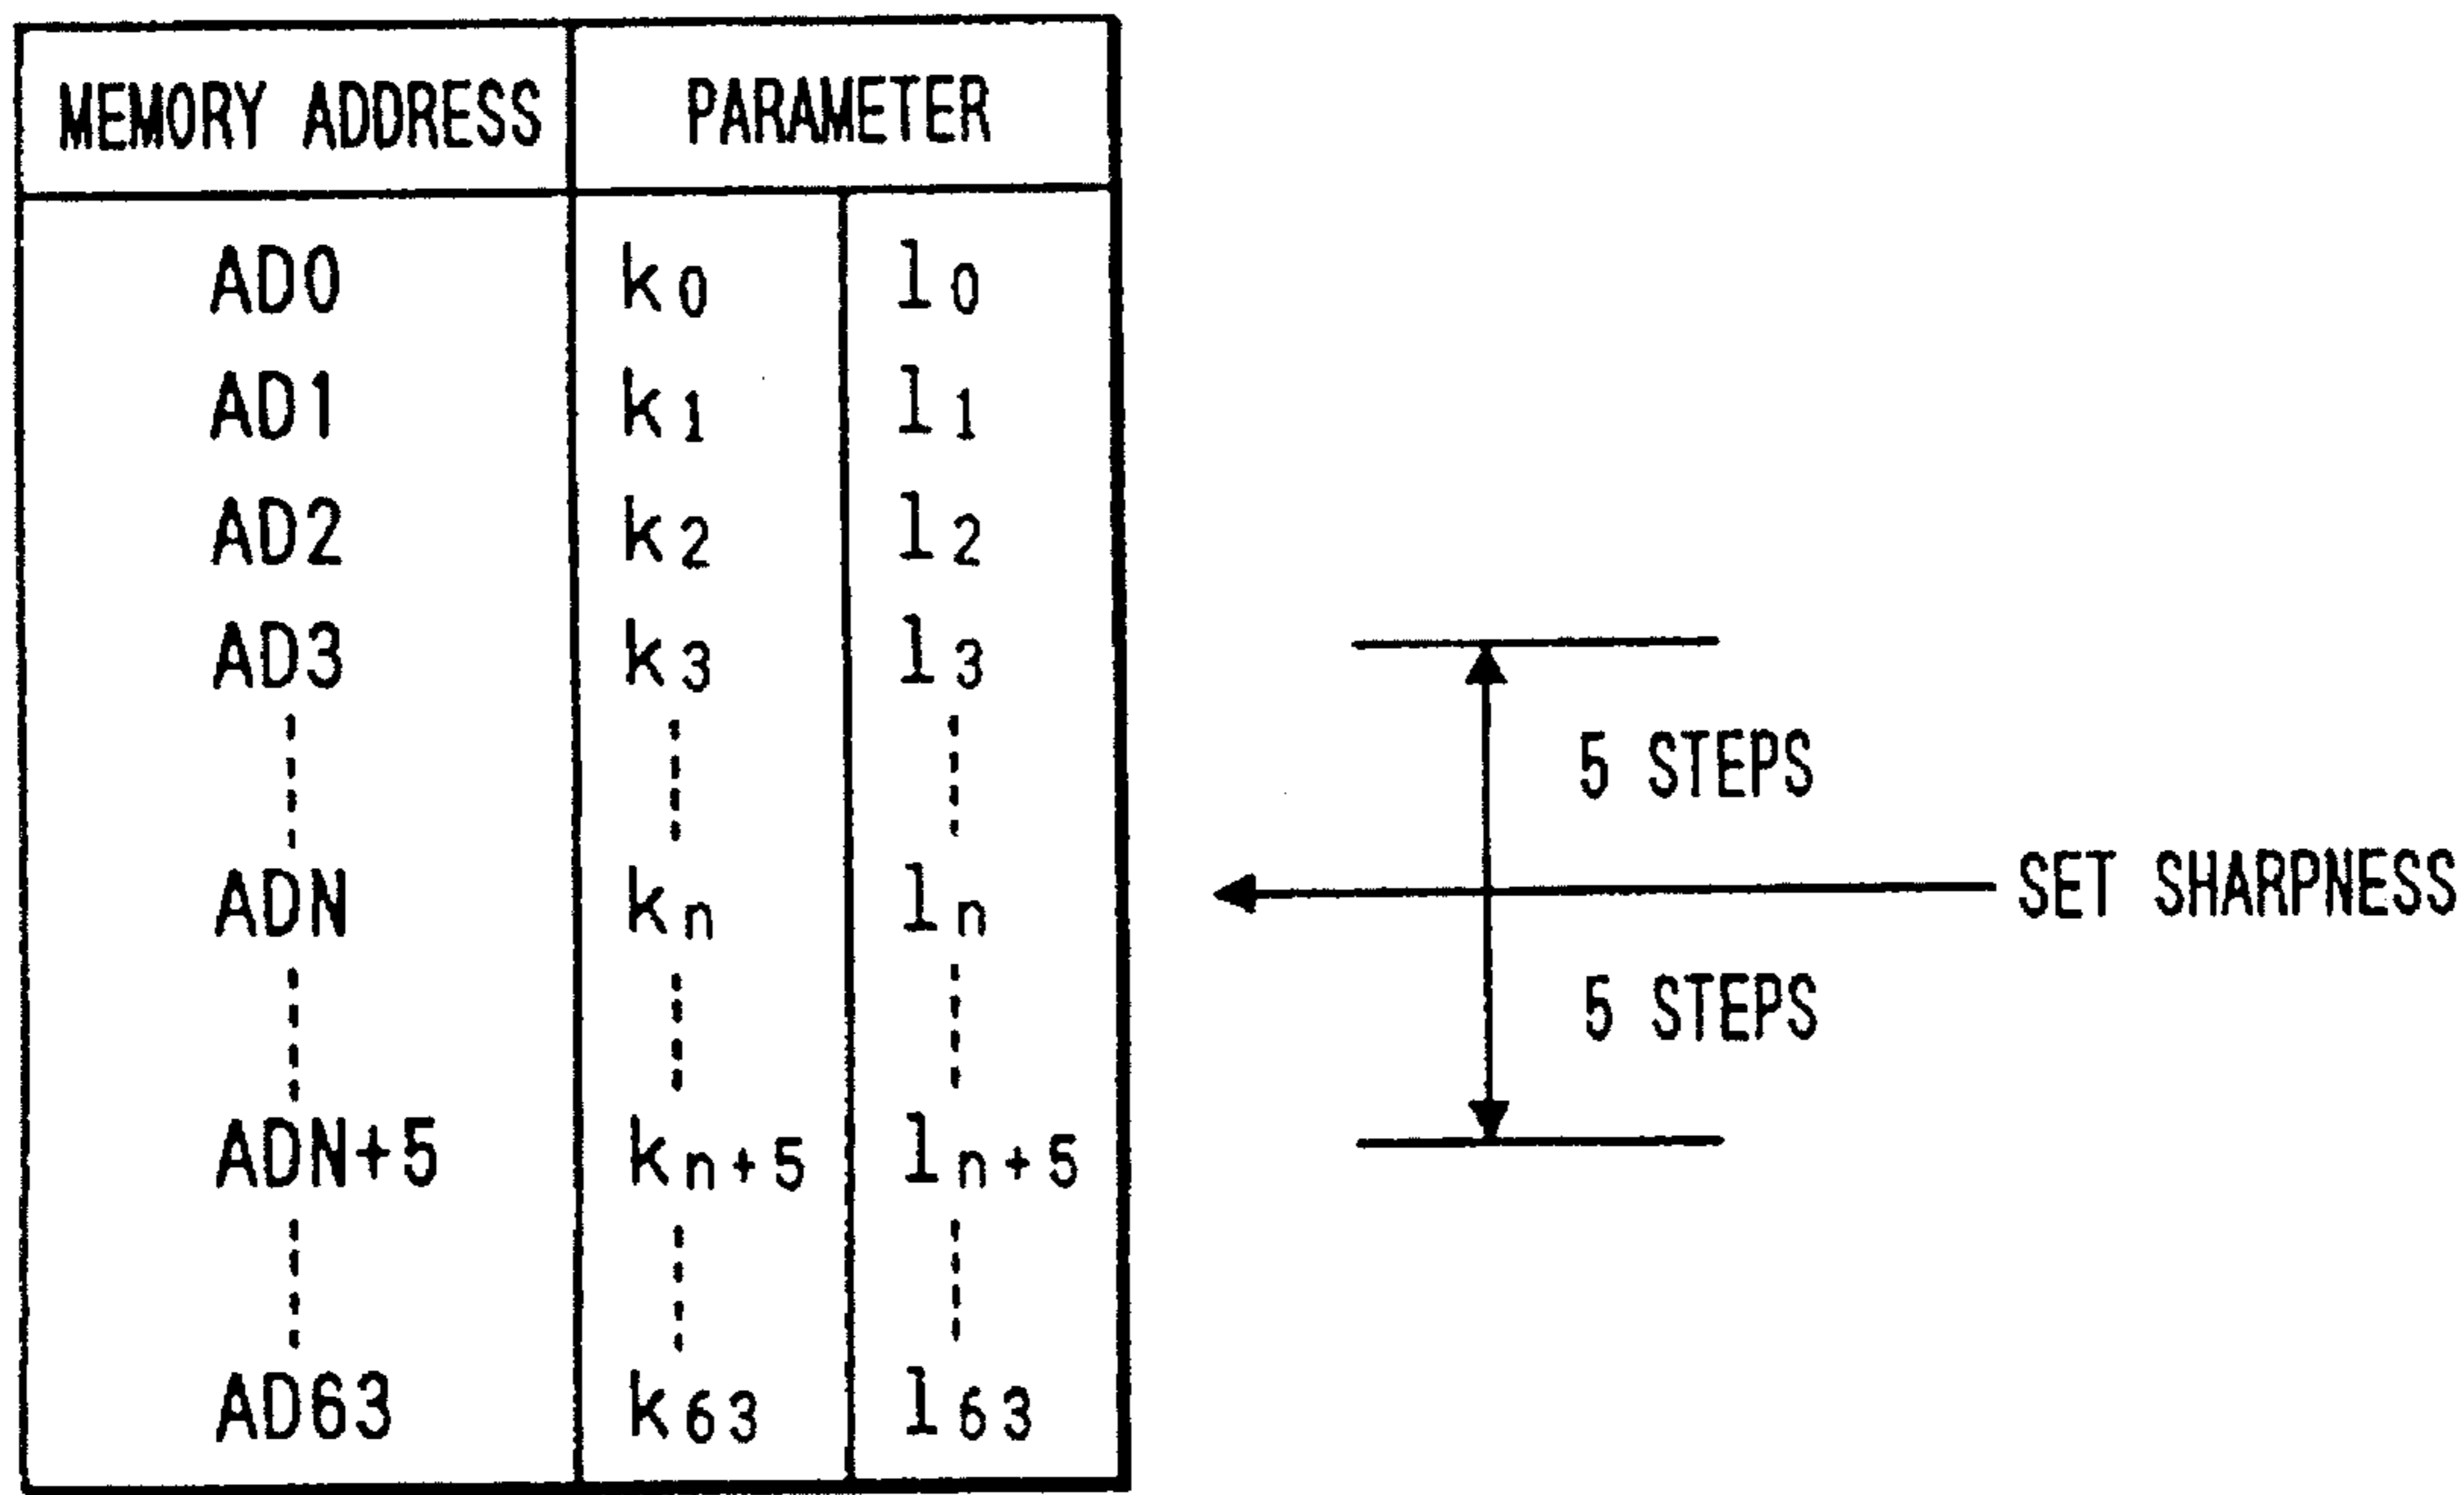 MEMORY ADDRESS PARAMETER
AD0 k0 l0
AD1 k1 l1
AD2 k2 l2
AD3 k3 l3
5 STEPS
ADN kn ln SET SHARPNESS
5 STEPS
ADN+5 kn+5 ln+5
AD63 k63 l63